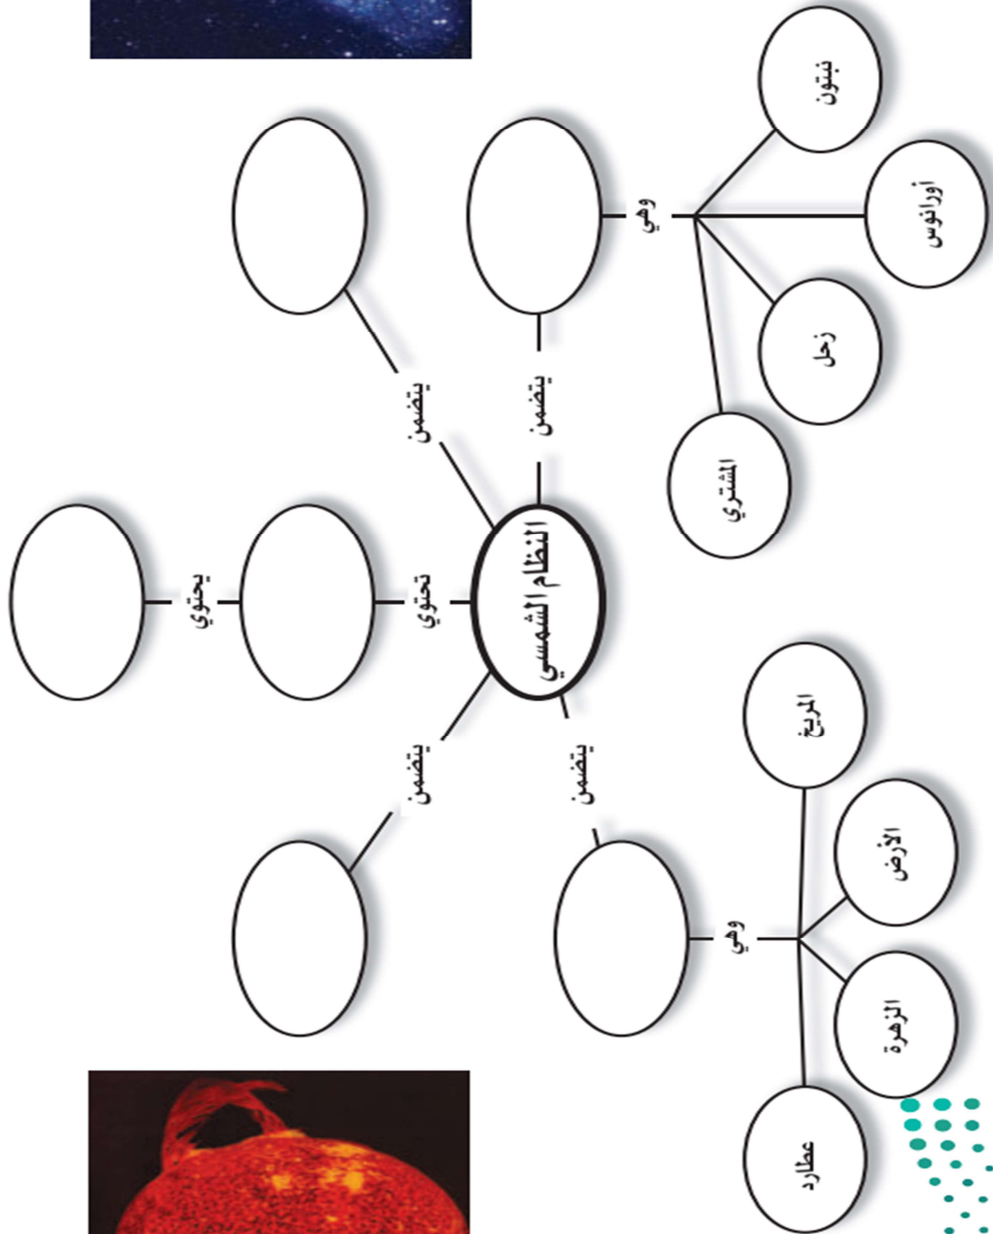 يحتوي
يتضمن
تحتوي
يتضمن
يتضمن
النظام الشمسي
يتضمن
وهي
نبتون
أورانوس
زحل
المشتري
وهي
المريخ
الأرض
الزهرة
عطارد